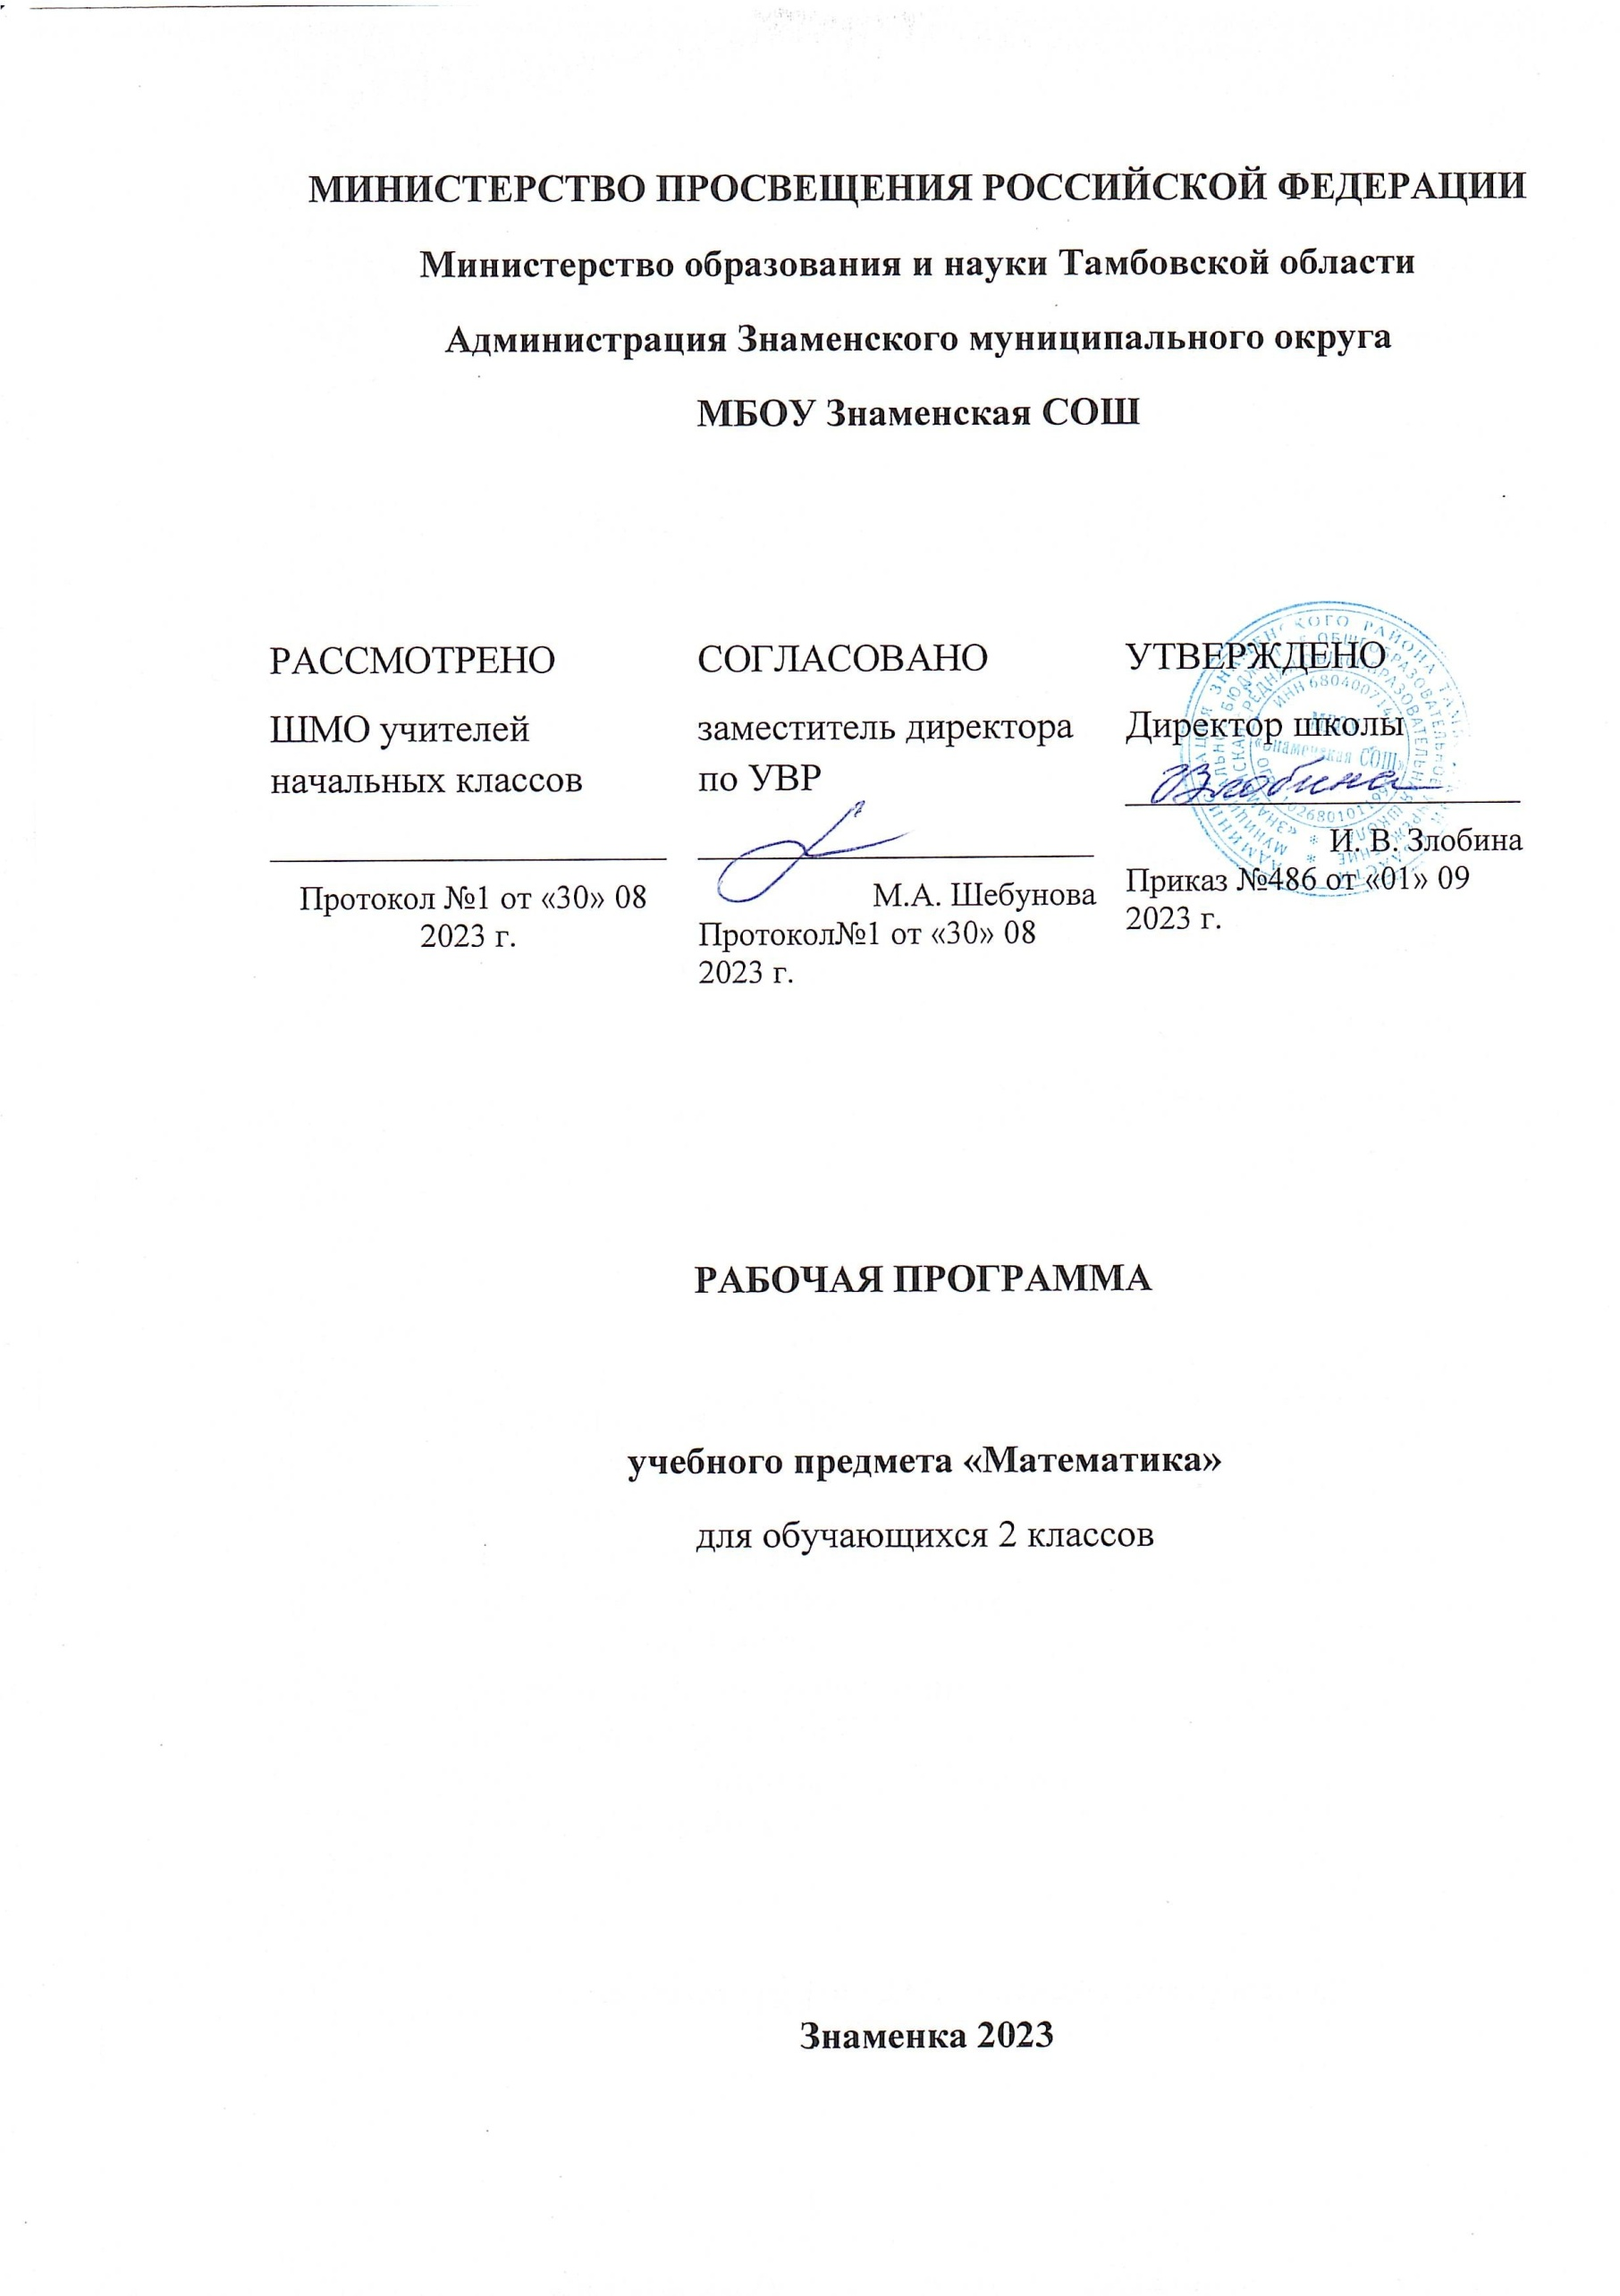 МИНИСТЕРСТВО ПРОСВЕЩЕНИЯ РОССИЙСКОЙ ФЕДЕРАЦИИ
Министерство образования и науки Тамбовской области
Администрация Знаменского муниципального округа
МБОУ Знаменская СОШ
РАССМОТРЕНО
ШМО учителей
начальных классов
Протокол №1 от «30» 08
2023 г.
СОГЛАСОВАНО
заместитель директора
по УВР
М.А. Шебунова
Протокол№1 от «30» 08
2023 г.
УТВЕРЖДЕНО
Директор школы
Злобина
И. В. Злобина
Приказ №486 от «01» 09
2023 г.
«Знаменская СОШ»
РАБОЧАЯ ПРОГРАММА
учебного предмета «Математика»
для обучающихся 2 классов
Знаменка 2023